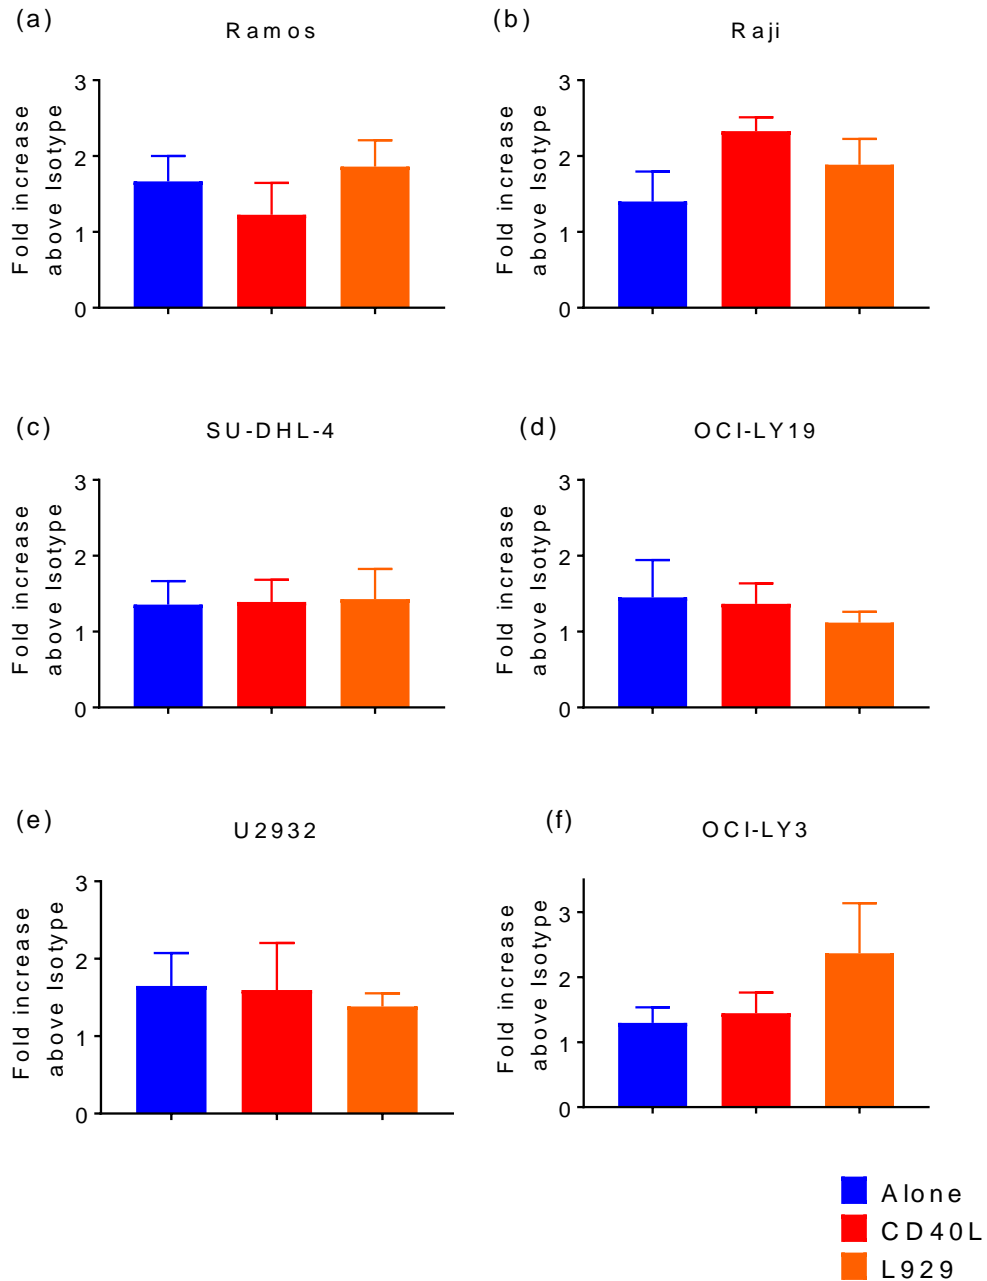 (a)
Ramos
Fold increase
above Isotype
3
2
1
0
(b)
Raji
Fold increase
above Isotype
3
2
1
0
(c)
SU-DHL-4
Fold increase
above Isotype
3
2
1
0
(d)
OCI-LY19
Fold increase
above Isotype
3
2
1
0
(e)
U2932
Fold increase
above Isotype
3
2
1
0
(f)
OCI-LY3
Fold increase
above Isotype
3
2
1
0
Alone
CD40L
L929